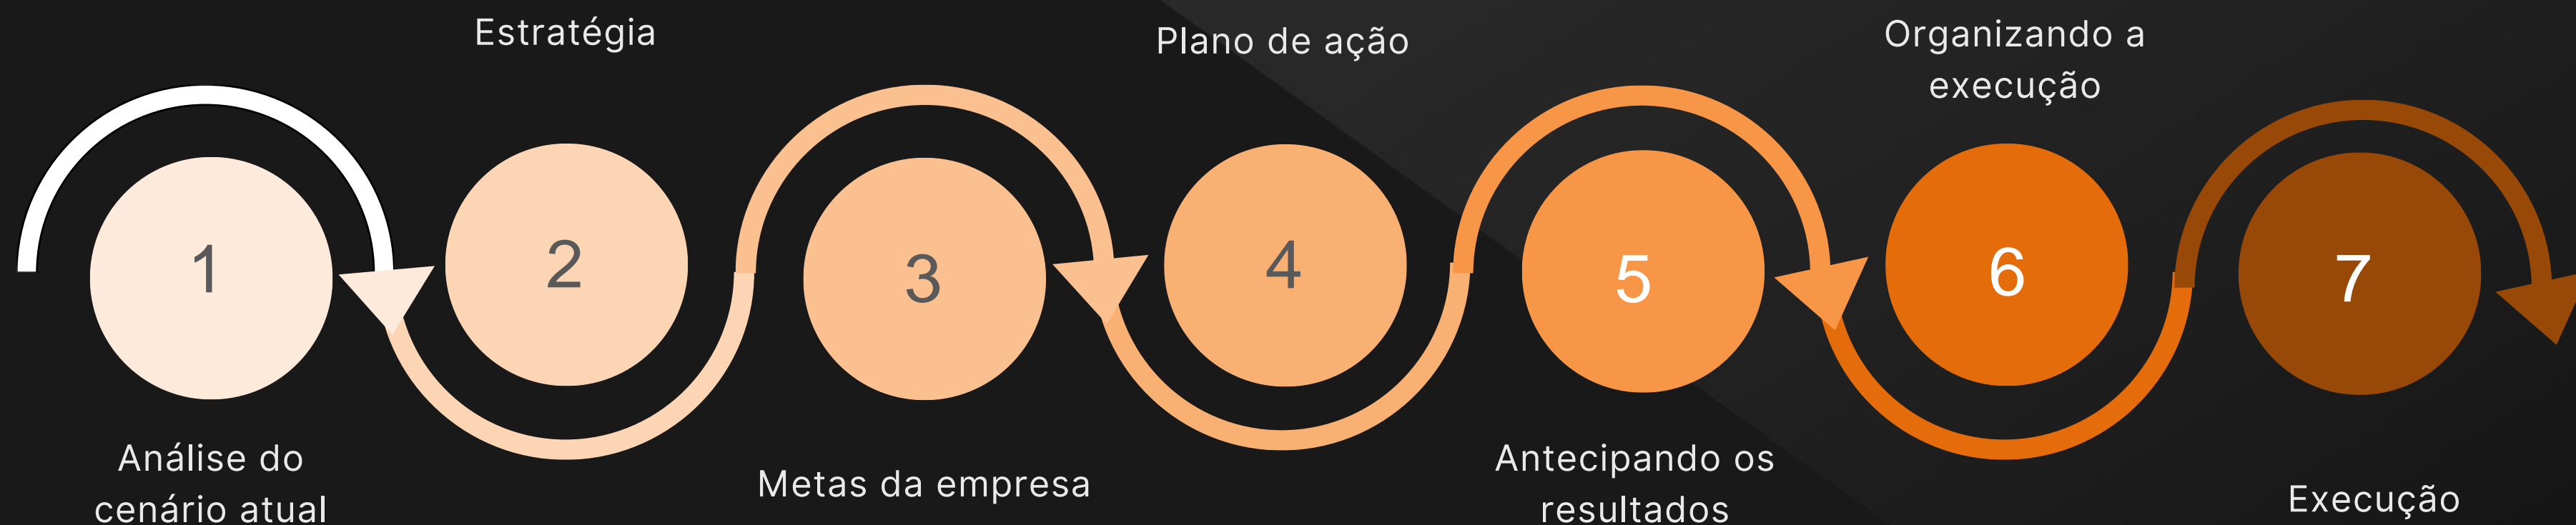 Estratégia
Plano de ação
Organizando a
execução
1
2
3
4
5
6
7
Análise do
cenário atual
Metas da empresa
Antecipando os
resultados
Execução